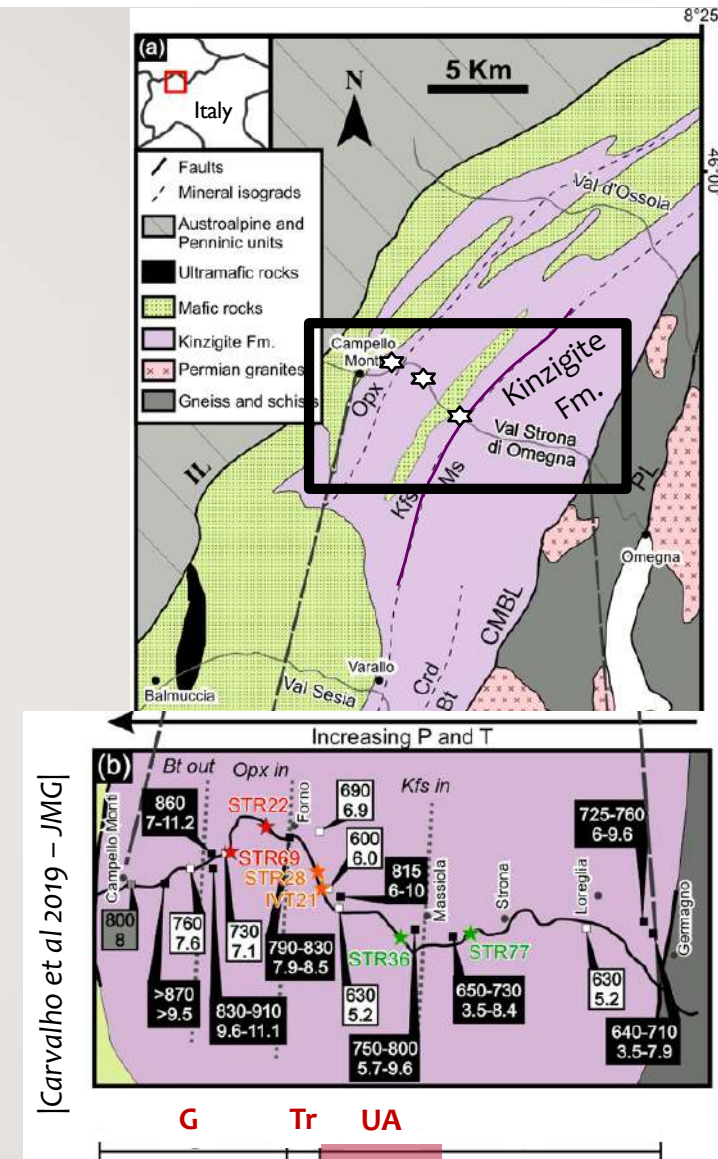 8°25
(a)
Italy
N
5 Km
46°00'
Faults
Mineral isograds
Austroalpine and
Penninic units
Ultramafic rocks
Mafic rocks
Kinzigite Fm.
Permian granites
Gneiss and schis
Val d'Ossola
Campello
Monti
Opx
Kinzigite
Fm.
Val Strona
di Omegna
IL
Kfs
Ms
PL
Omegna
CMBL
Crd
Bt
Varallo
Val Sesia
Balmuccia
Increasing P and T
(b)
Bt out
Opx in
Kfs in
Campello Monti
860
7-11.2
STR22
Forno
690
6.9
725-760
6-9.6
STR69
STR28
IVT21
600
6.0
815
6-10
Massiola
Strona
Loreglia
Germagno
800
8
760
7.6
730
7.1
790-830
7.9-8.5
STR36
STR77
>870
>9.5
830-910
9.6-11.1
630
5.2
650-730
3.5-8.4
630
5.2
750-800
5.7-9.6
640-710
3.5-7.9
|Carvalho et al 2019 – JMG|
G Tr UA